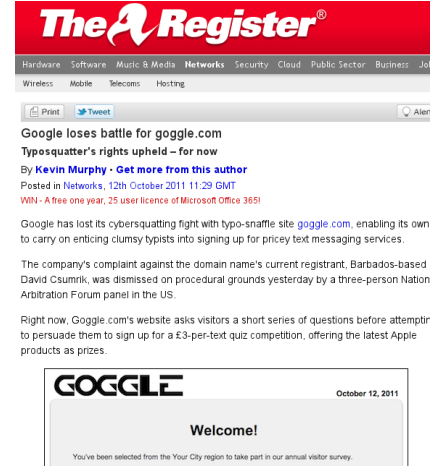 The Register®
Hardware Software Music & Media Networks Security Cloud Public Sector Business
Wireless Mobile Telecoms Hosting
Print Tweet
Google loses battle for goggle.com
Typosquatter's rights upheld – for now
By Kevin Murphy • Get more from this author
Posted in Networks, 12th October 2011 11:29 GMT
WIN - A free one year, 25 user licence of Microsoft Office 365!
Google has lost its cybersquatting fight with typo-snaffle site goggle.com, enabling its own
to carry on enticing clumsy typists into signing up for pricey text messaging services.
The company's complaint against the domain name's current registrant, Barbados-based
David Csumrik, was dismissed on procedural grounds yesterday by a three-person Nation
Arbitration Forum panel in the US.
Right now, Goggle.com's website asks visitors a short series of questions before attemptin
to persuade them to sign up for a £3-per-text quiz competition, offering the latest Apple
products as prizes.
GOGGLE
October 12, 2011
Welcome!
You've been selected from the Your City region to take part in our annual visitor survey.